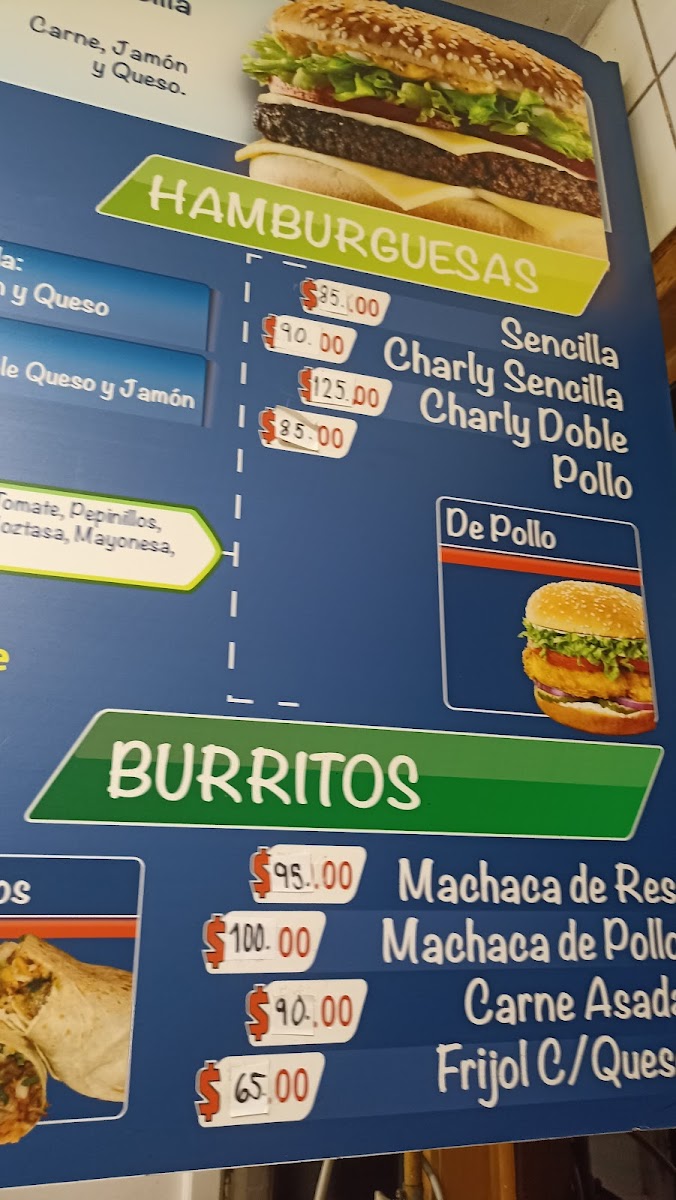 Carne, Jamón
y Queso.
HAMBURGUESAS
y Queso
Queso y Jamón
$85.00 Sencilla
$90.00 Charly Sencilla
$125.00 Charly Doble
$85.00 Pollo
Tomate, Pepinillos,
Mayonesa,
De Pollo
BURRITOS
$95.00 Machaca de Res
$100.00 Machaca de Pollo
$90.00 Carne Asada
$65.00 Frijol C/Queso